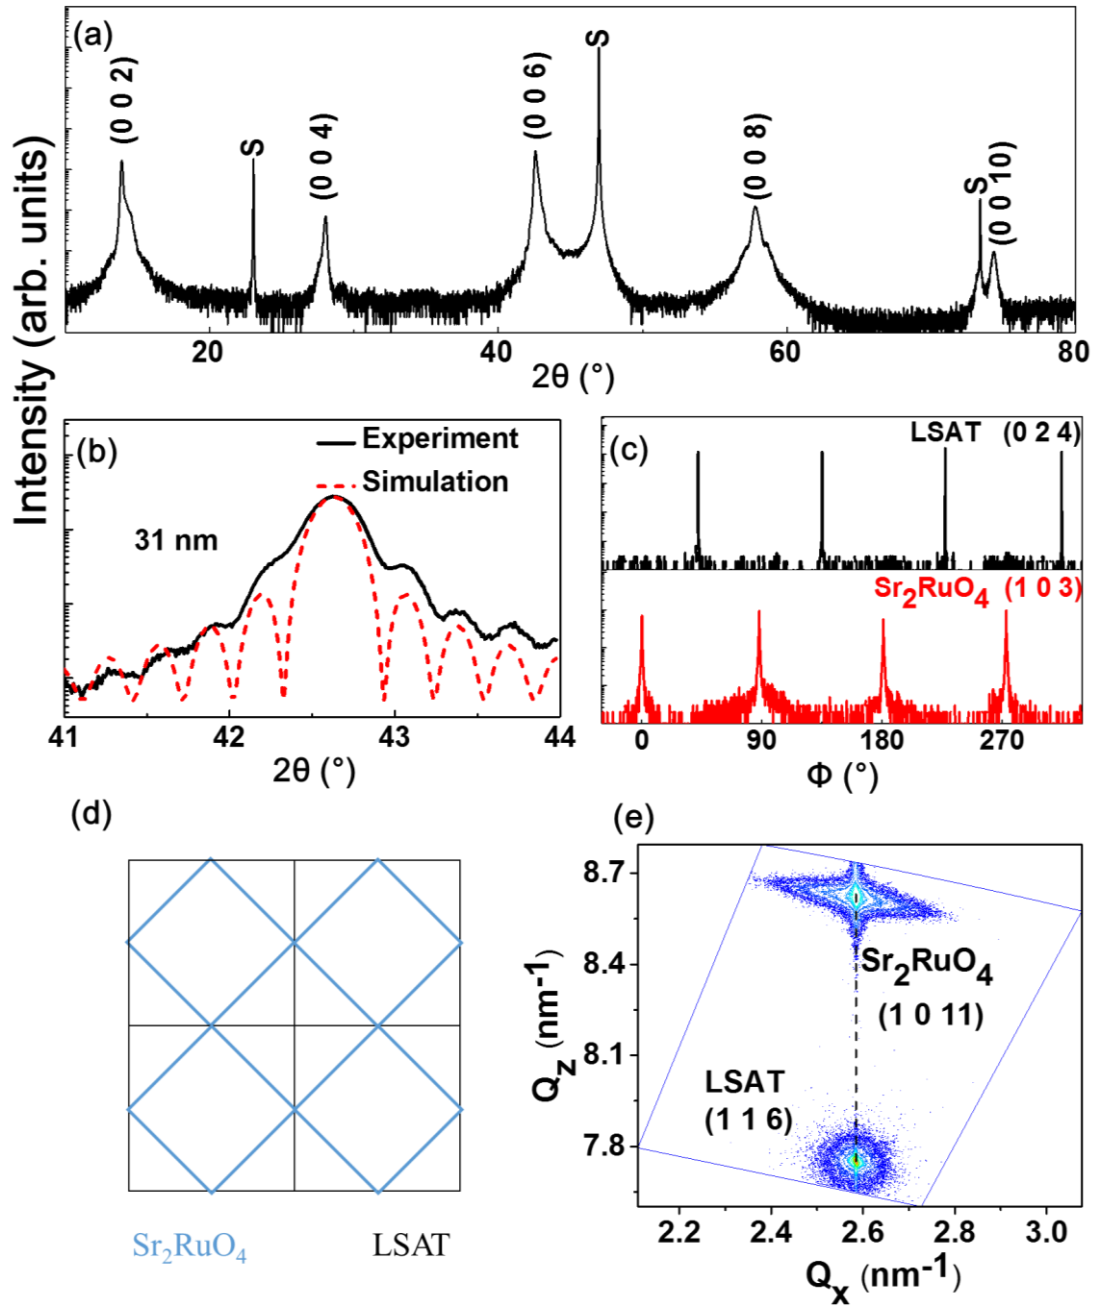 (a)
(0 0 2)
S
(0 0 4)
(0 0 6)
S
(0 0 8)
S
(0 0 10)
Intensity (arb. units)
20 40 60 80
2θ (°)
(b)
Experiment
Simulation
31 nm
41 42 43 44
2θ (°)
(c)
LSAT (0 2 4)
Sr₂RuO₄ (1 0 3)
0 90 180 270
Φ (°)
(d)
Sr₂RuO₄ LSAT
(e)
8.7
8.4
8.1
7.8
Q_z (nm⁻¹)
Sr₂RuO₄
(1 0 11)
LSAT
(1 1 6)
2.2 2.4 2.6 2.8 3.0
Qₓ (nm⁻¹)